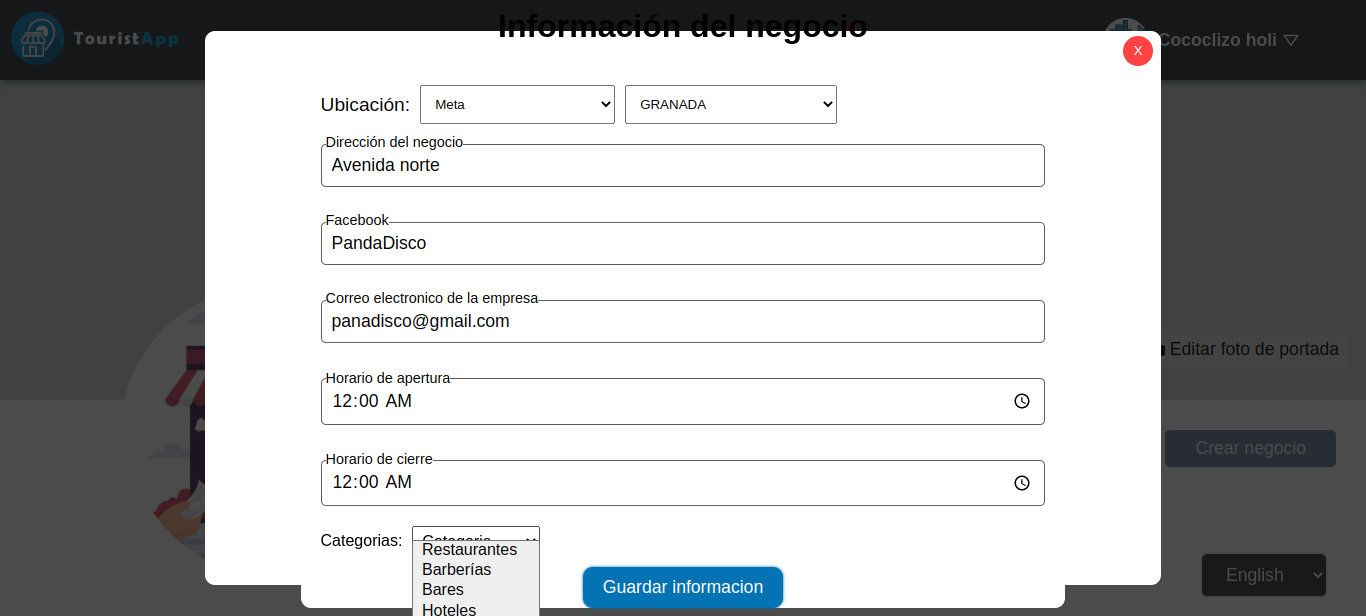 Información del negocio
TouristApp
Cococlizo holi
X
Ubicación: Meta GRANADA
Dirección del negocio
Avenida norte
Facebook
PandaDisco
Correo electronico de la empresa
panadisco@gmail.com
Editar foto de portada
Horario de apertura
12:00 AM
Crear negocio
Horario de cierre
12:00 AM
Categorias: Categoria
Restaurantes
Barberías
Bares
Hoteles
Guardar informacion
English